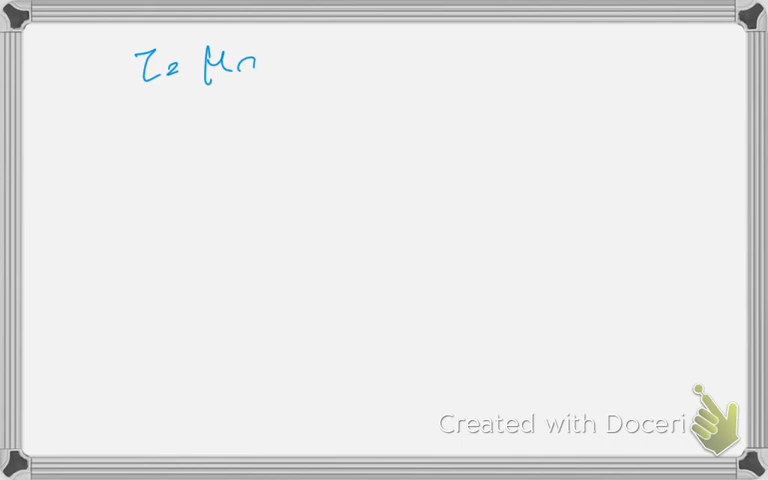 τ = μn
Created with Doceri